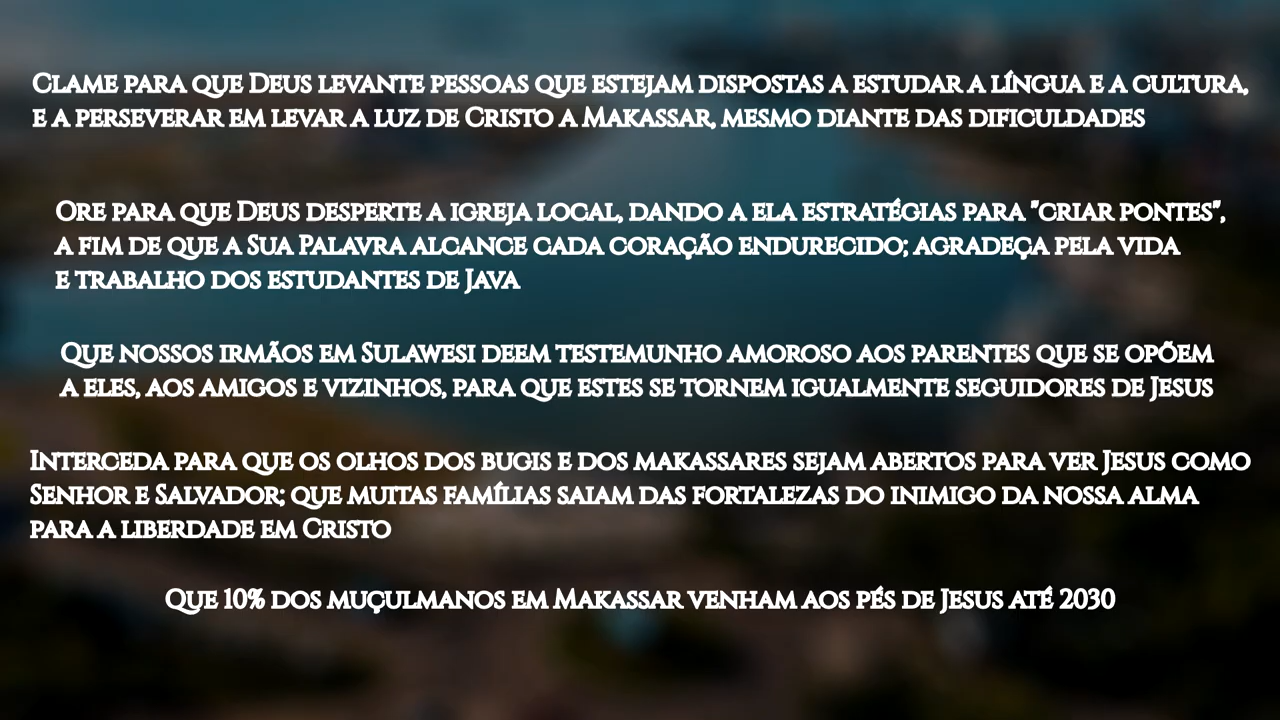 Clame para que Deus levante pessoas que estejam dispostas a estudar a língua e a cultura,
e a perseverar em levar a luz de Cristo a Makassar, mesmo diante das dificuldades
Ore para que Deus desperte a igreja local, dando a ela estratégias para "criar pontes",
a fim de que a Sua Palavra alcance cada coração endurecido; agradeça pela vida
e trabalho dos estudantes de Java
Que nossos irmãos em Sulawesi deem testemunho amoroso aos parentes que se opõem
a eles, aos amigos e vizinhos, para que estes se tornem igualmente seguidores de Jesus
Interceda para que os olhos dos bugis e dos makassares sejam abertos para ver Jesus como
Senhor e Salvador; que muitas famílias saiam das fortalezas do inimigo da nossa alma
para a liberdade em Cristo
Que 10% dos muçulmanos em Makassar venham aos pés de Jesus até 2030